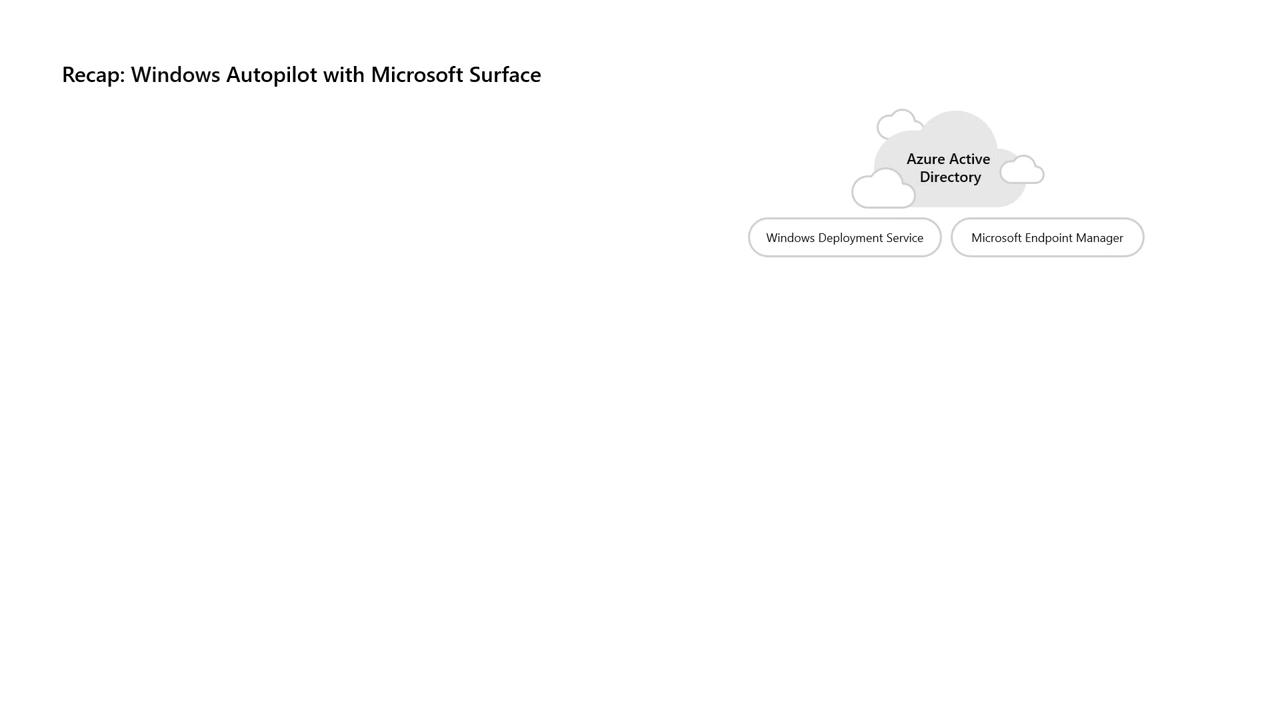 Recap: Windows Autopilot with Microsoft Surface
Azure Active
Directory
Windows Deployment Service
Microsoft Endpoint Manager